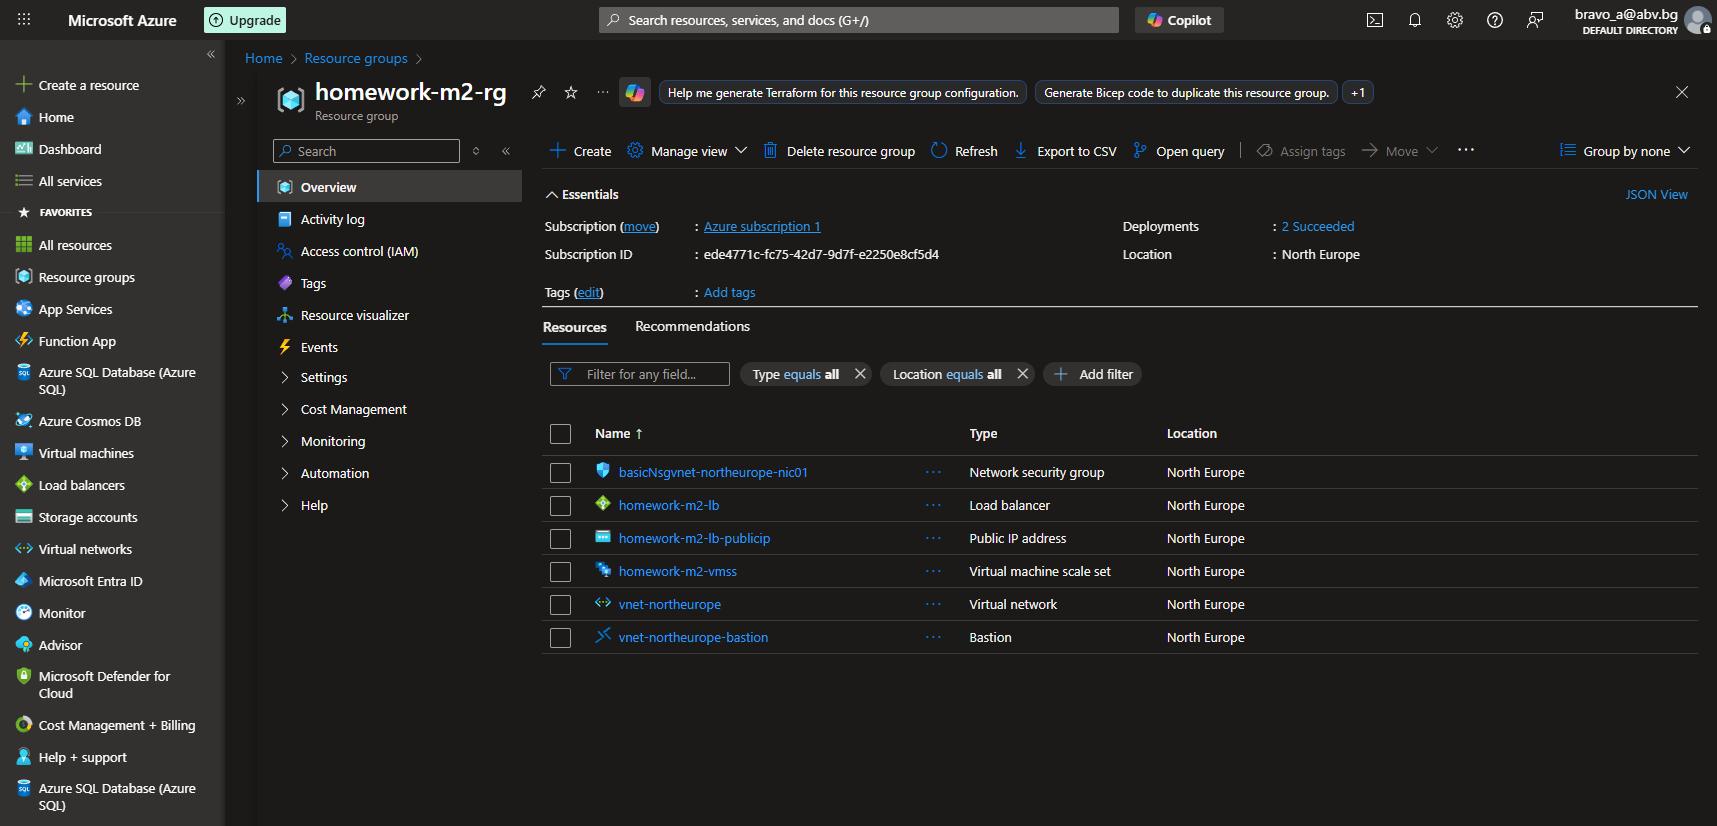 Microsoft Azure
Upgrade
Search resources, services, and docs (G+/)
Copilot
bravo_a@abv.bg
DEFAULT DIRECTORY
Create a resource
Home
Dashboard
All services
FAVORITES
All resources
Resource groups
App Services
Function App
Azure SQL Database (Azure
SQL)
Azure Cosmos DB
Virtual machines
Load balancers
Storage accounts
Virtual networks
Microsoft Entra ID
Monitor
Advisor
Microsoft Defender for
Cloud
Cost Management + Billing
Help + support
Azure SQL Database (Azure
SQL)
Home > Resource groups >
homework-m2-rg
Resource group
Help me generate Terraform for this resource group configuration.
Generate Bicep code to duplicate this resource group.
+1
Search
Overview
Activity log
Access control (IAM)
Tags
Resource visualizer
Events
Settings
Cost Management
Monitoring
Automation
Help
Create
Manage view
Delete resource group
Refresh
Export to CSV
Open query
Assign tags
Move
Group by none
Essentials
JSON View
Subscription (move) : Azure subscription 1
Deployments : 2 Succeeded
Subscription ID : ede4771c-fc75-42d7-9d7f-e2250e8cf5d4
Location : North Europe
Tags (edit) : Add tags
Resources
Recommendations
Filter for any field...
Type equals all
Location equals all
Add filter
Name ↑ Type Location
basicNsgvnet-northeurope-nic01 Network security group North Europe
homework-m2-lb Load balancer North Europe
homework-m2-lb-publicip Public IP address North Europe
homework-m2-vmss Virtual machine scale set North Europe
vnet-northeurope Virtual network North Europe
vnet-northeurope-bastion Bastion North Europe